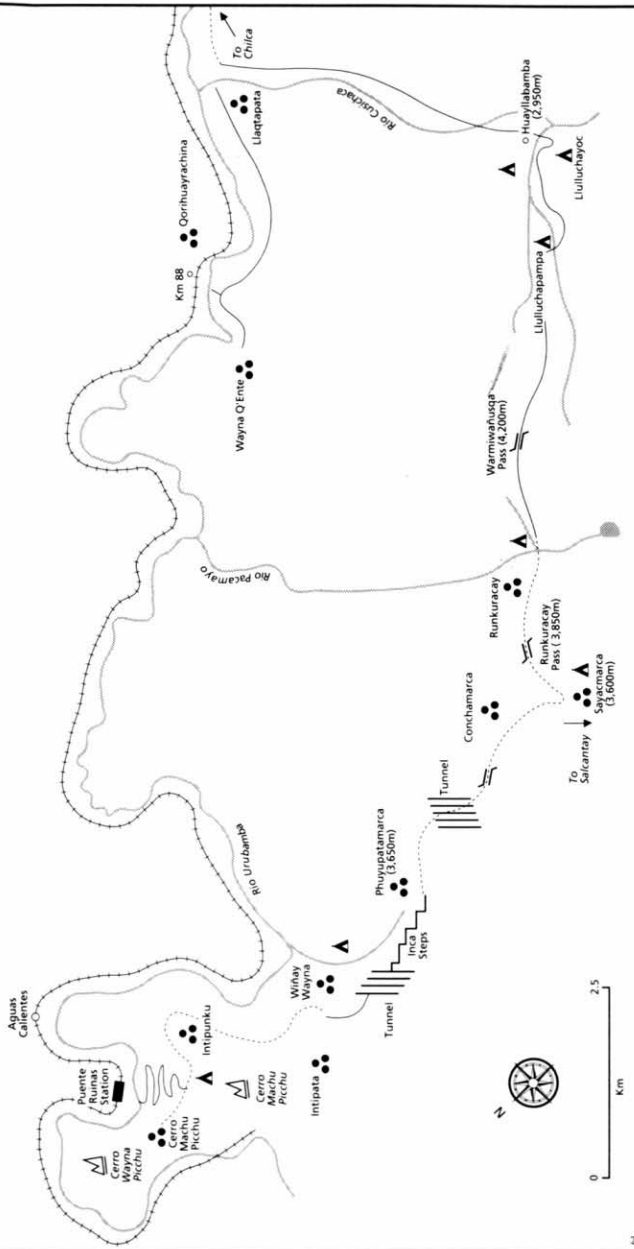 Aguas
Calientes
Puente
Ruinas
Station
Cerro
Wayna
Picchu
Cerro
Machu
Picchu
Intipunku
Cerro
Machu
Picchu
Intipata
Wiñay
Wayna
Tunnel
Inca
Steps
Phuyupatamarca
(3,650m)
Rio Urubamba
Tunnel
Conchamarca
To
Salcantay
Sayacmarca
(3,600m)
Runkuracay
Pass (3,850m)
Runkuracay
Rio Pacamayo
Warmiwañusqa
Pass (4,200m)
Wayna Q'Ente
Km 88
Qorihuayrachina
Llulluchapampa
Llulluchayoc
Huayllabamba
(2,950m)
Rio Cusichaca
Llaqtapata
To
Chilca
N
0
2.5
Km